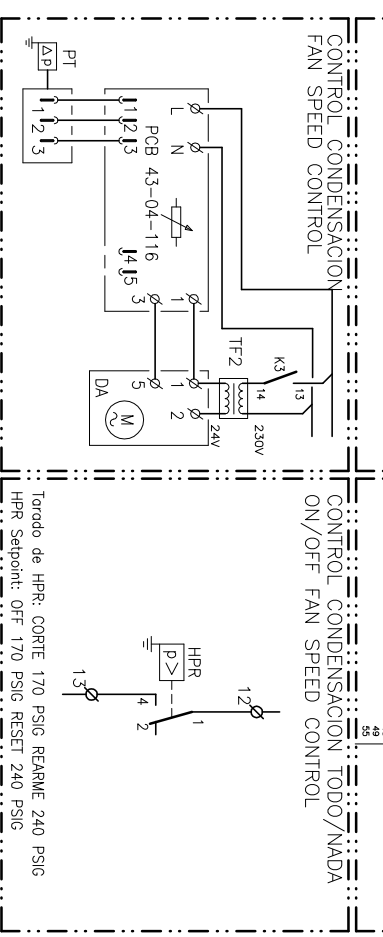 49
55
CONTROL CONDENSACION
FAN SPEED CONTROL
PT
Δp
1 2 3
1 2 3
L N
PCB 43-04-116
4 5
3 1
TF2
K3
14 13
24V 230V
5 1 2
DA
M
CONTROL CONDENSACION TODO/NADA
ON/OFF FAN SPEED CONTROL
HPR
p>
12
1
4 2
13
Tarado de HPR: CORTE 170 PSIG REARME 240 PSIG
HPR Setpoint: OFF 170 PSIG RESET 240 PSIG